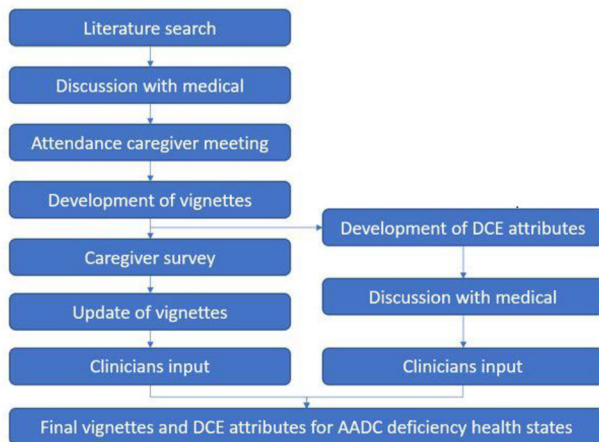 Literature search
Discussion with medical
Attendance caregiver meeting
Development of vignettes
Development of DCE attributes
Caregiver survey
Discussion with medical
Update of vignettes
Clinicians input
Clinicians input
Final vignettes and DCE attributes for AADC deficiency health states